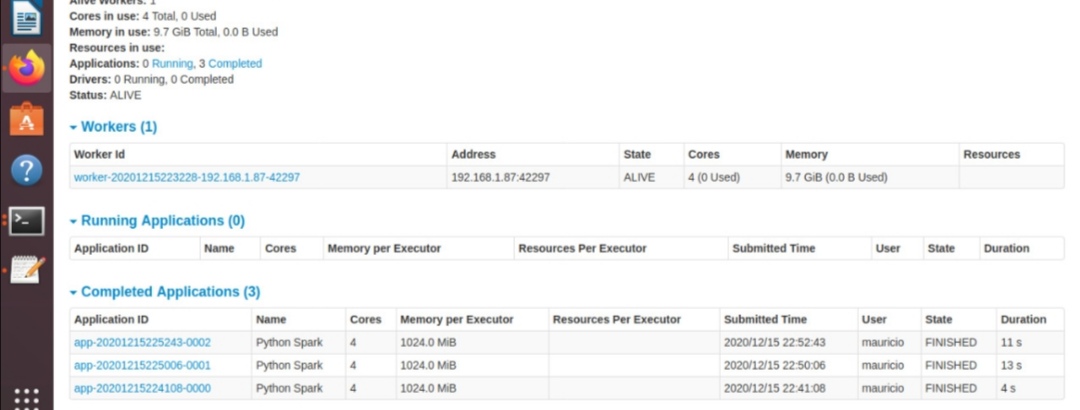 Alive Workers: 1
Cores in use: 4 Total, 0 Used
Memory in use: 9.7 GiB Total, 0.0 B Used
Resources in use:
Applications: 0 Running, 3 Completed
Drivers: 0 Running, 0 Completed
Status: ALIVE
Workers (1)
Worker Id Address State Cores Memory Resources
worker-20201215223228-192.168.1.87-42297 192.168.1.87:42297 ALIVE 4 (0 Used) 9.7 GiB (0.0 B Used)
Running Applications (0)
Application ID Name Cores Memory per Executor Resources Per Executor Submitted Time User State Duration
Completed Applications (3)
Application ID Name Cores Memory per Executor Resources Per Executor Submitted Time User State Duration
app-20201215225243-0002 Python Spark 4 1024.0 MiB 2020/12/15 22:52:43 mauricio FINISHED 11 s
app-20201215225006-0001 Python Spark 4 1024.0 MiB 2020/12/15 22:50:06 mauricio FINISHED 13 s
app-20201215224108-0000 Python Spark 4 1024.0 MiB 2020/12/15 22:41:08 mauricio FINISHED 4 s